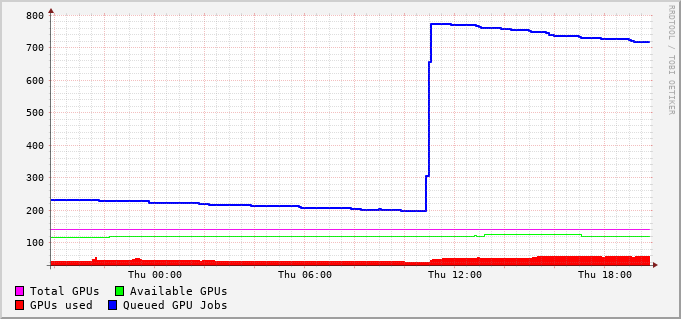 800
700
600
500
400
300
200
100
Thu 00:00 Thu 06:00 Thu 12:00 Thu 18:00
Total GPUs Available GPUs
GPUs used Queued GPU Jobs
RRDTOOL / TOBI OETIKER